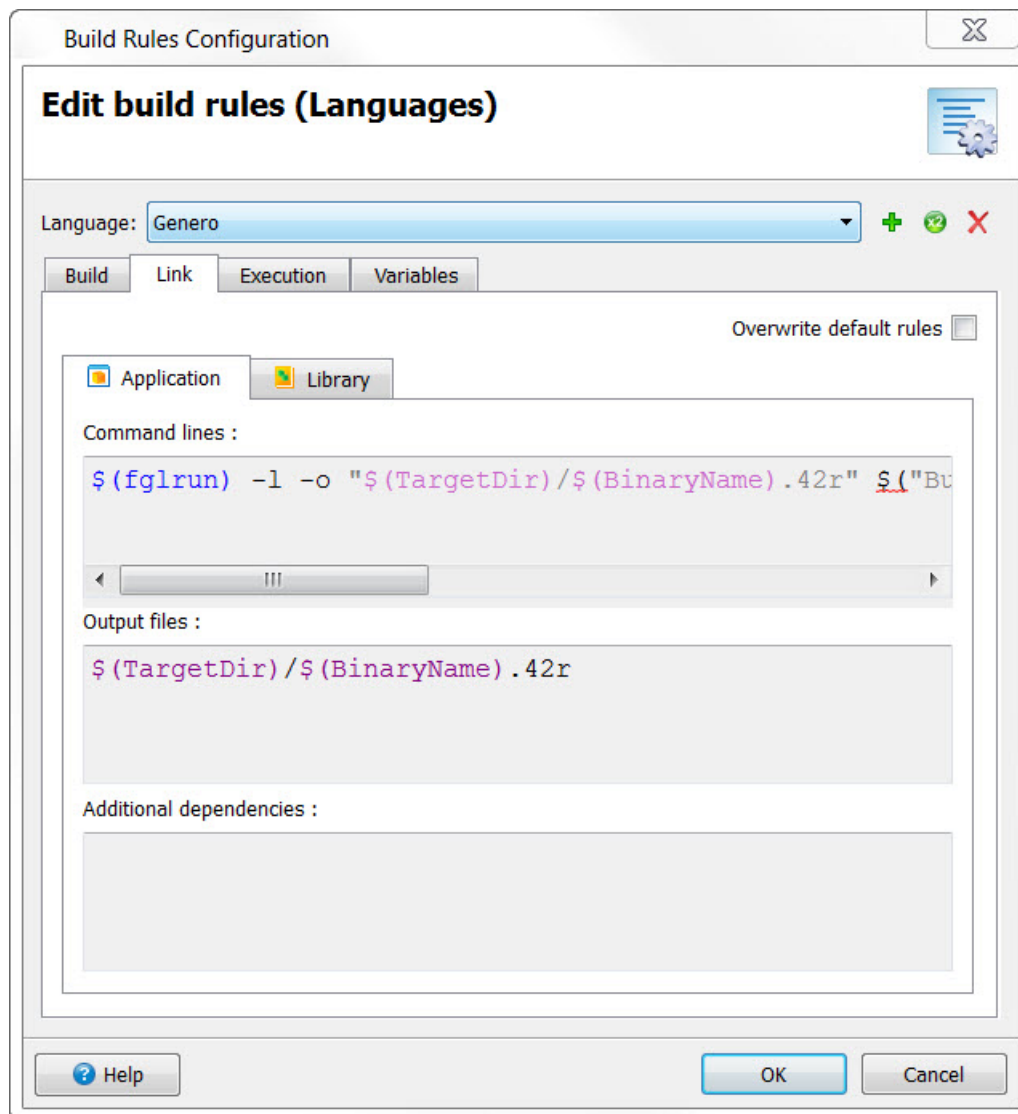 Build Rules Configuration
Edit build rules (Languages)
Language: Genero
Build Link Execution Variables
Overwrite default rules
Application Library
Command lines :
$(fglrun) -l -o "$(TargetDir)/$(BinaryName).42r" $("Bu
Output files :
$(TargetDir)/$(BinaryName).42r
Additional dependencies :
Help OK Cancel